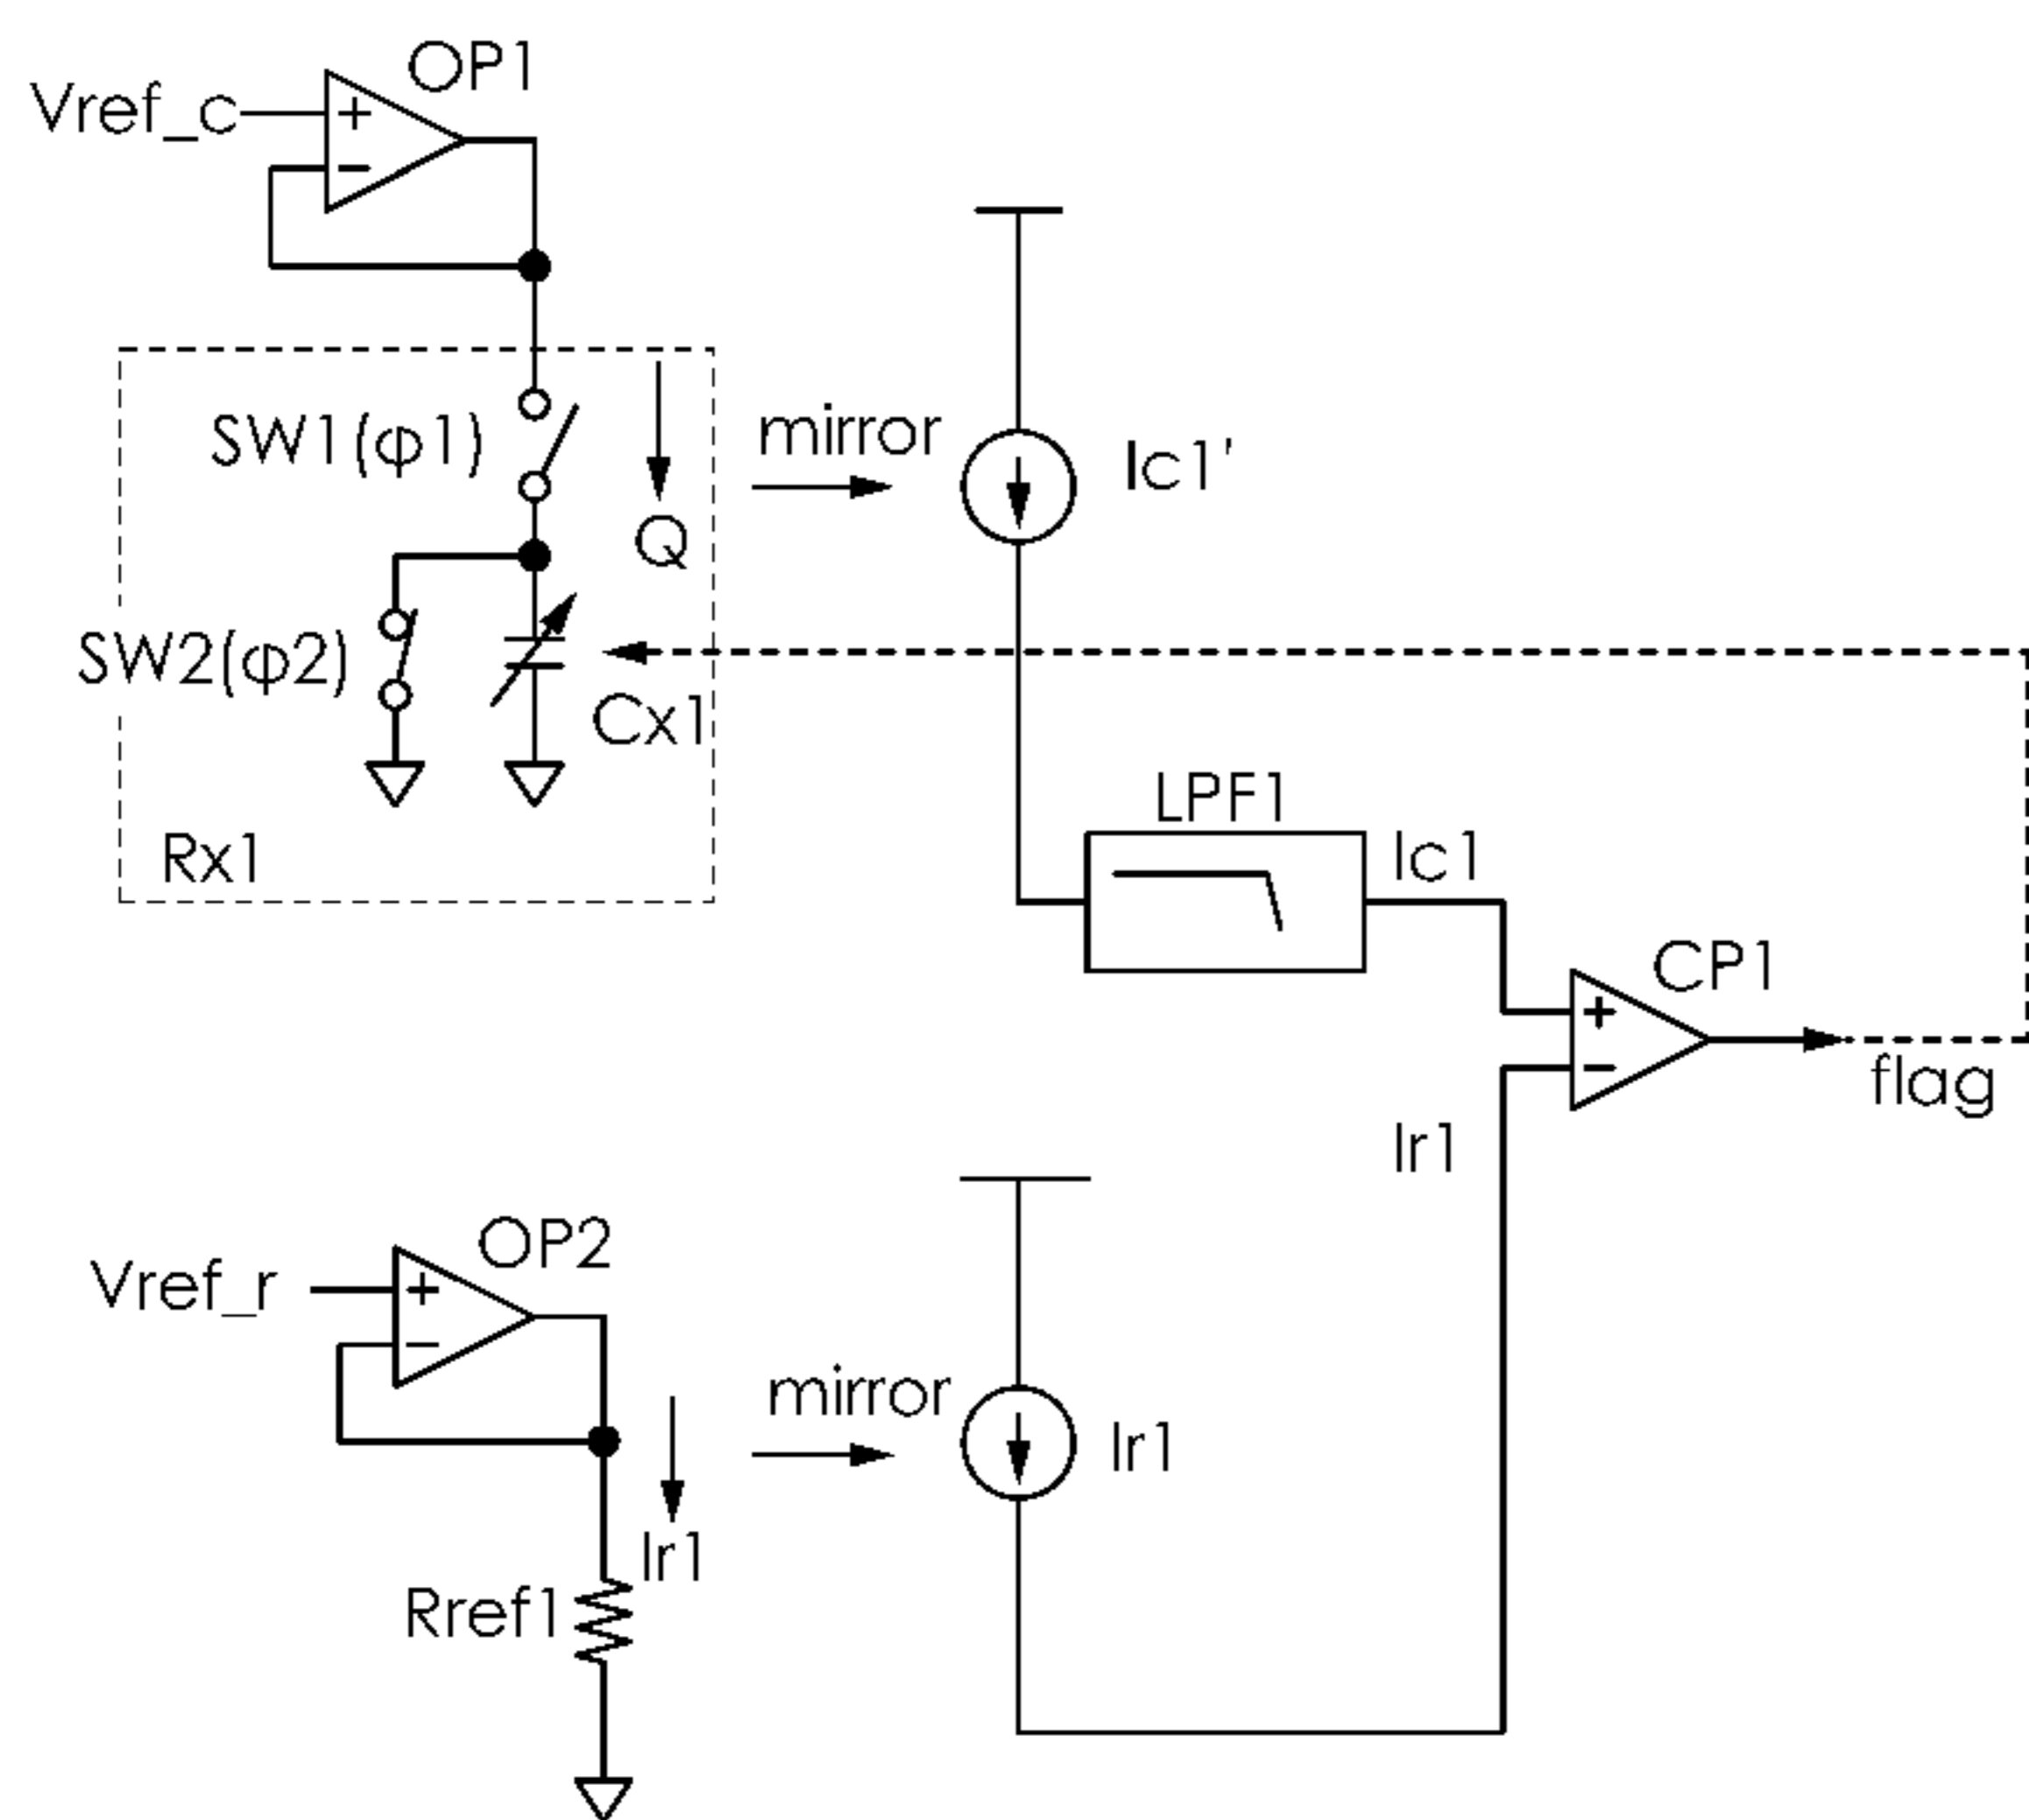 OP1
Vref_c
+
−
SW1(φ1)
mirror
Ic1'
Q
SW2(φ2)
Cx1
LPF1
Rx1
Ic1
CP1
+
−
flag
Ir1
OP2
Vref_r
+
−
mirror
Ir1
Ir1
Rref1